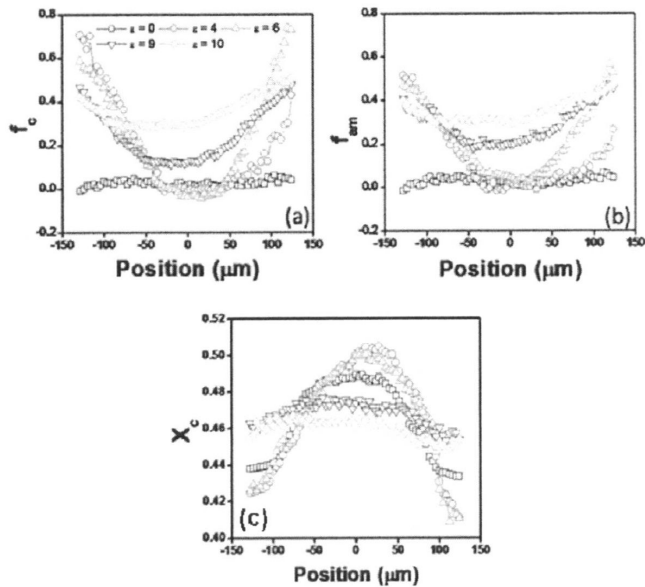 ε = 0 ε = 4 ε = 6
ε = 9 ε = 10
0.8
0.6
0.4
0.2
0.0
-0.2
f_c
(a)
-150 -100 -50 0 50 100 150
Position (μm)
0.8
0.6
0.4
0.2
0.0
-0.2
f_am
(b)
-150 -100 -50 0 50 100 150
Position (μm)
0.52
0.50
0.48
0.46
0.44
0.42
0.40
X_c
(c)
-150 -100 -50 0 50 100 150
Position (μm)